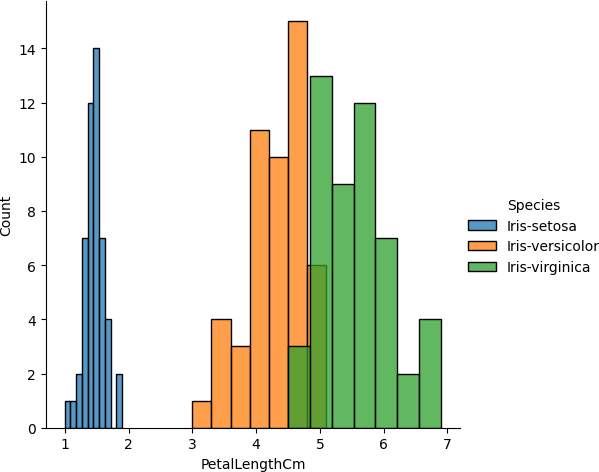 14
12
10
8
6
4
2
0
Count
1 2 3 4 5 6 7
PetalLengthCm
Species
Iris-setosa
Iris-versicolor
Iris-virginica